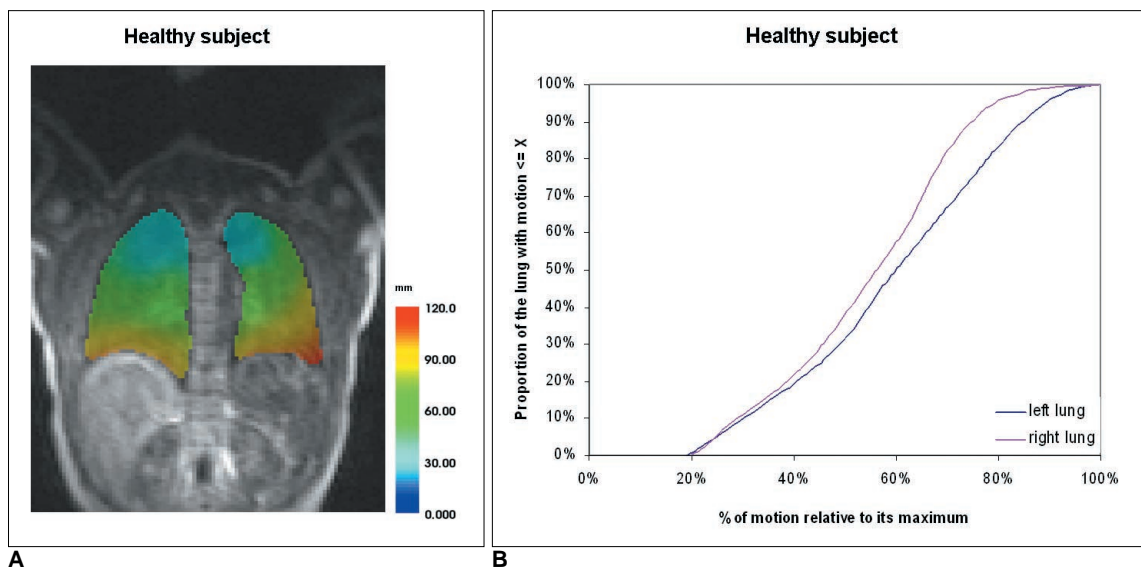 Healthy subject
mm
120.0
90.00
60.00
30.00
0.000
A
Healthy subject
Proportion of the lung with motion <= X
100%
90%
80%
70%
60%
50%
40%
30%
20%
10%
0%
0% 20% 40% 60% 80% 100%
left lung
right lung
% of motion relative to its maximum
B